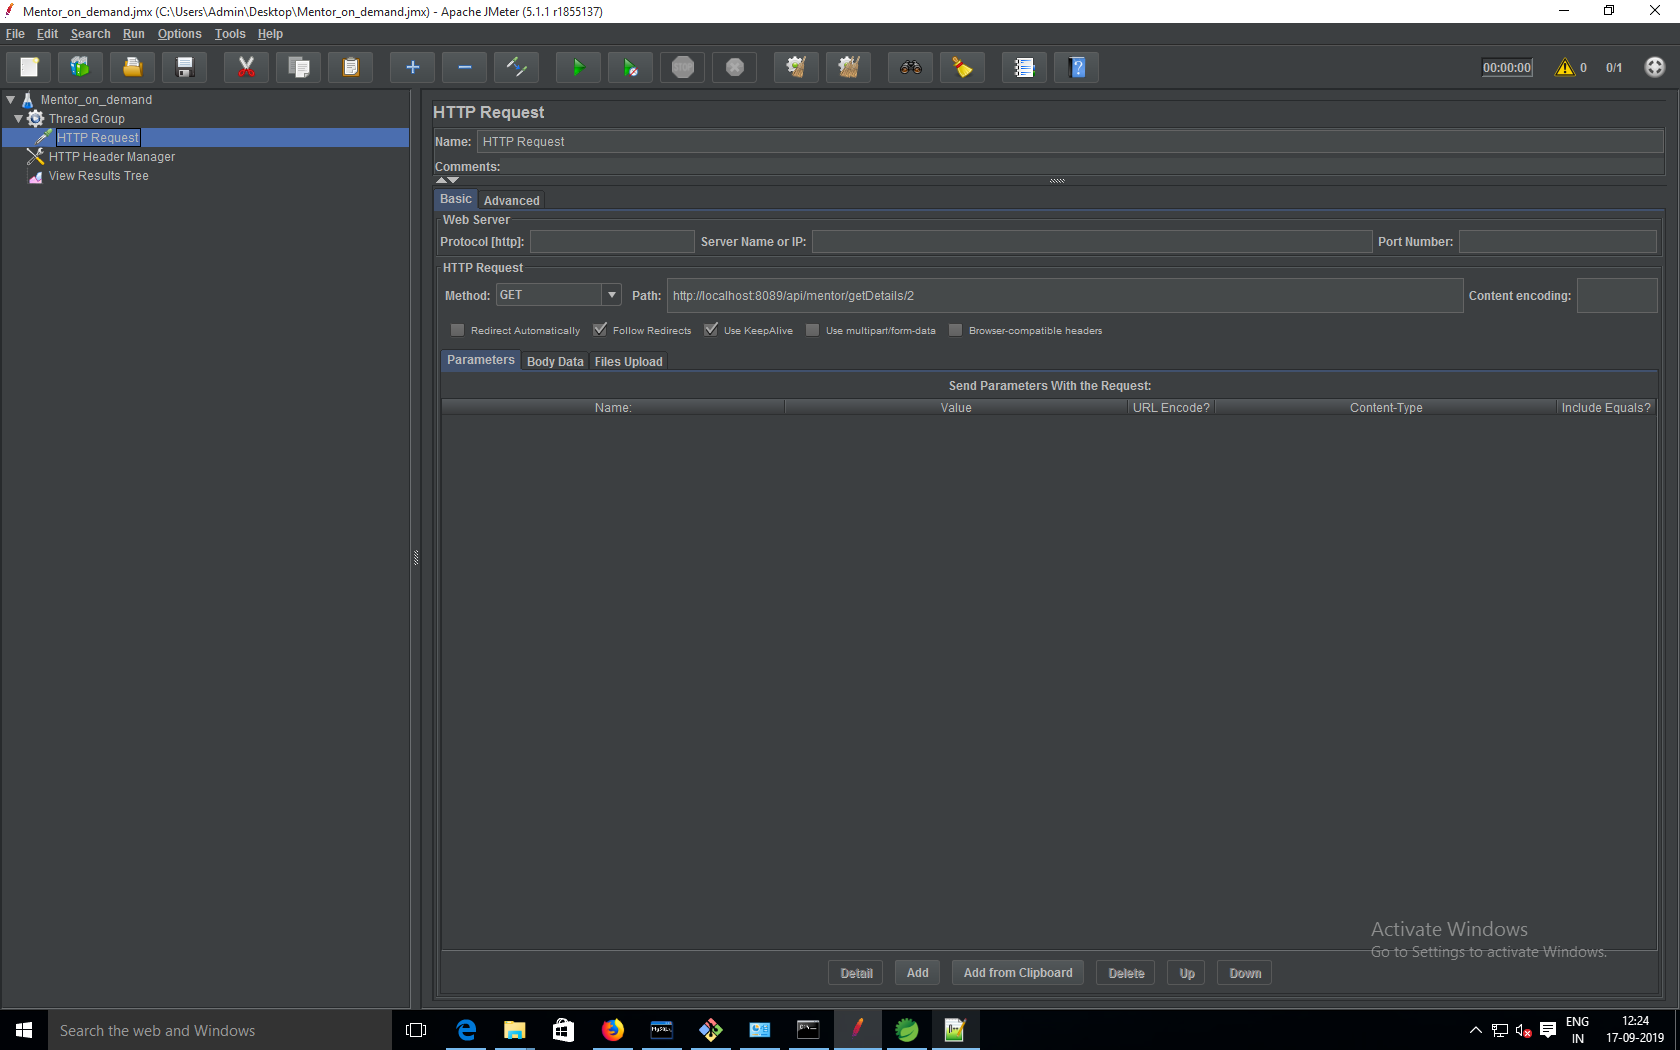 Mentor_on_demand.jmx (C:\Users\Admin\Desktop\Mentor_on_demand.jmx) - Apache JMeter (5.1.1 r1855137)
File Edit Search Run Options Tools Help
STOP
00:00:00 0 0/1
Mentor_on_demand
Thread Group
HTTP Request
HTTP Header Manager
View Results Tree
HTTP Request
Name: HTTP Request
Comments:
Basic Advanced
Web Server
Protocol [http]: Server Name or IP: Port Number:
HTTP Request
Method: GET Path: http://localhost:8089/api/mentor/getDetails/2 Content encoding:
Redirect Automatically Follow Redirects Use KeepAlive Use multipart/form-data Browser-compatible headers
Parameters Body Data Files Upload
Send Parameters With the Request:
Name: Value URL Encode? Content-Type Include Equals?
Activate Windows
Go to Settings to activate Windows.
Detail Add Add from Clipboard Delete Up Down
Search the web and Windows
ENG 12:24
IN 17-09-2019